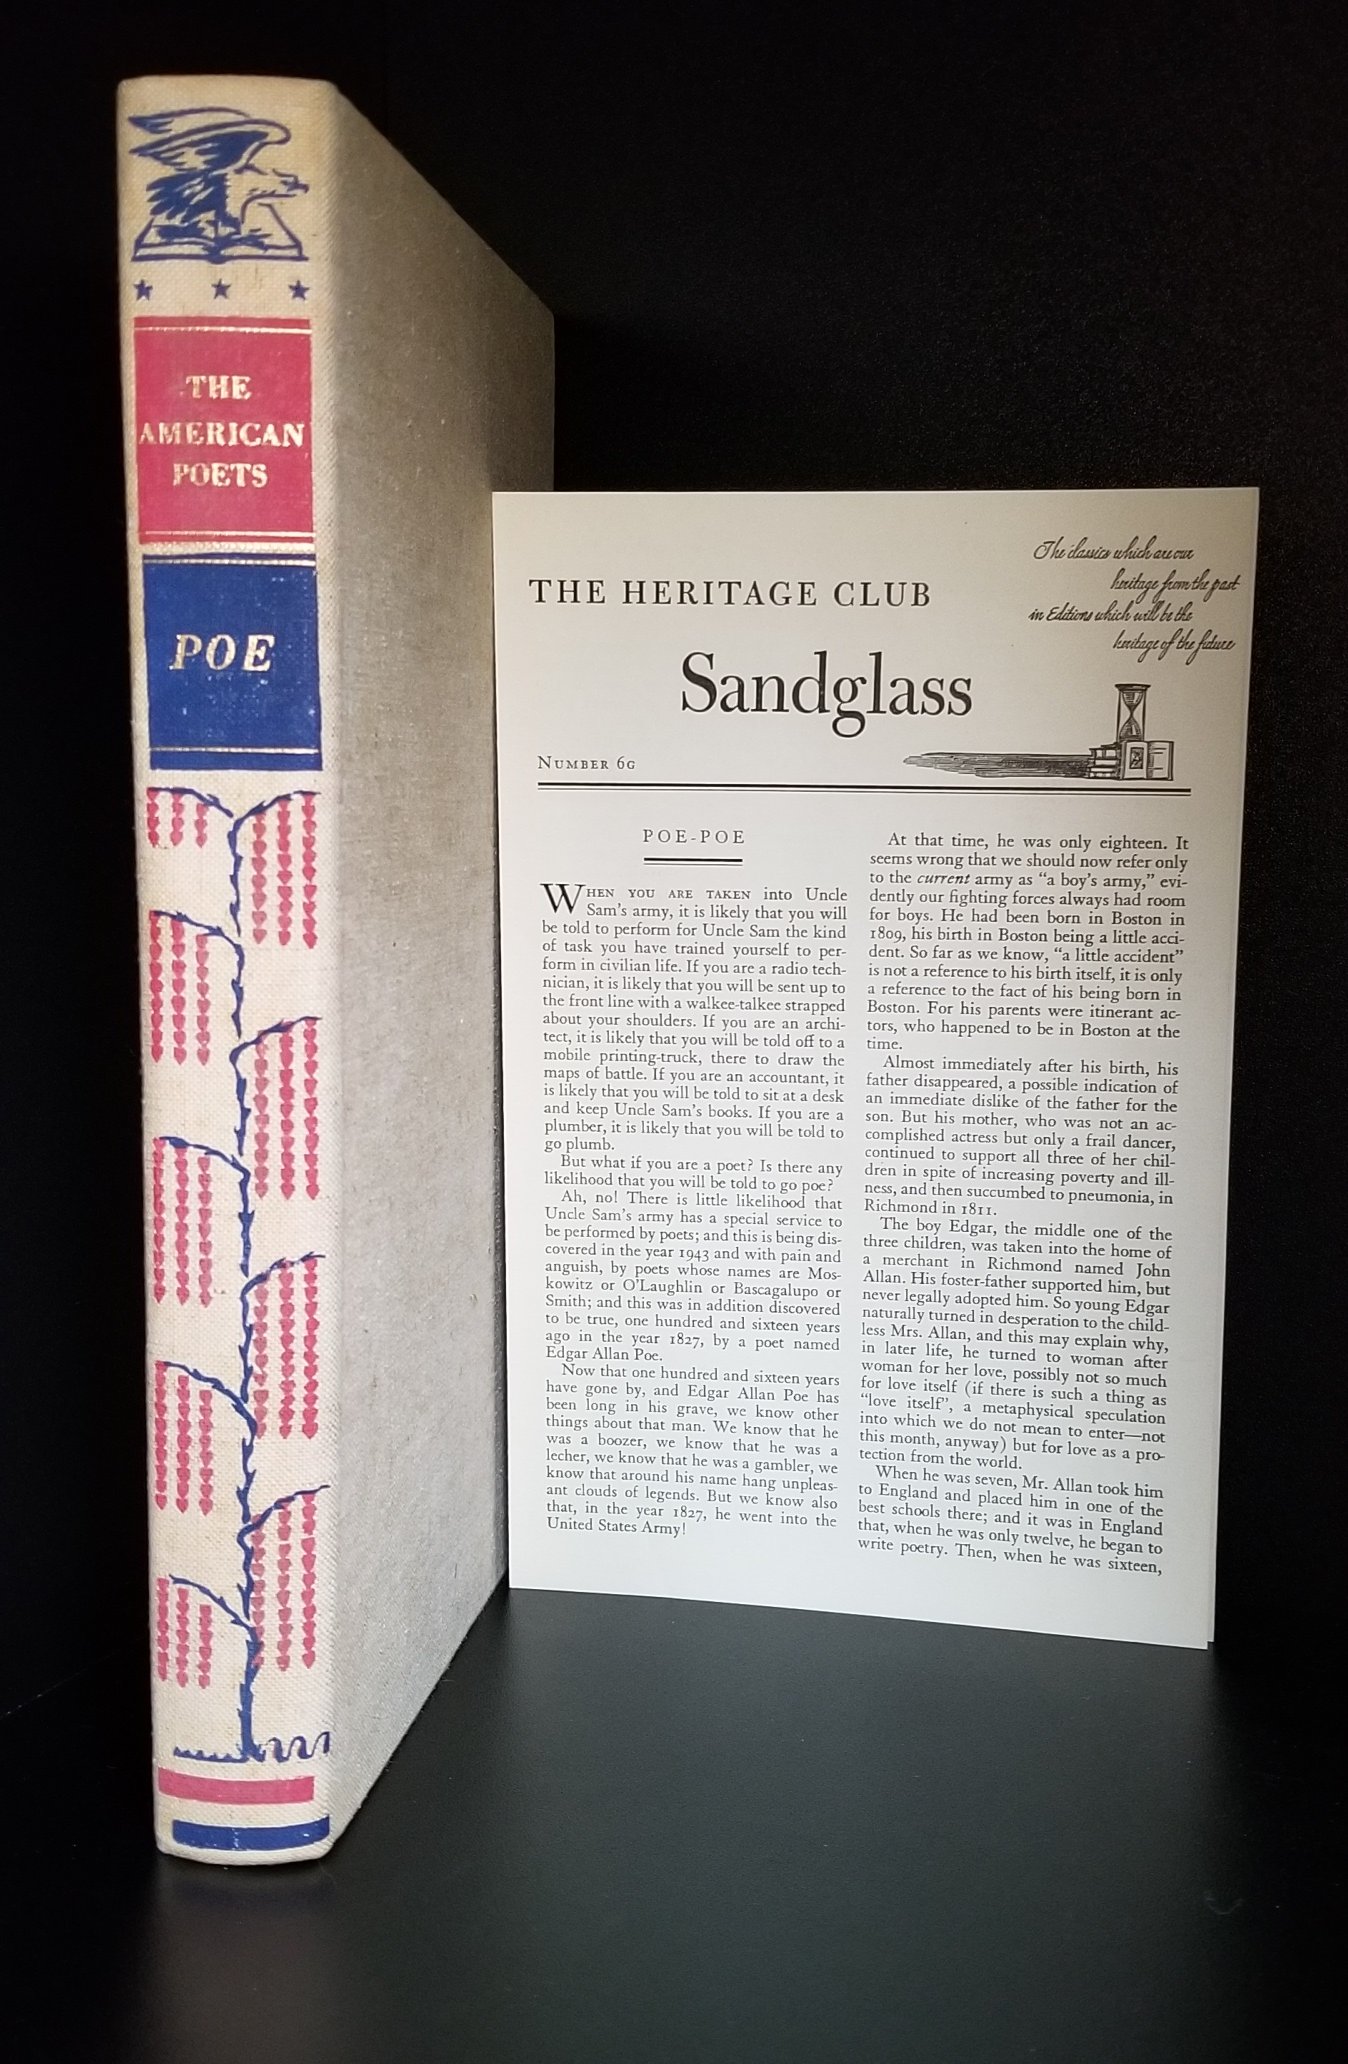 THE
AMERICAN
POETS
POE
THE HERITAGE CLUB
The classics which are our
heritage from the past
in Editions which will be the
heritage of the future
Sandglass
NUMBER 6G
POE-POE
WHEN YOU ARE TAKEN into Uncle
Sam's army, it is likely that you will
be told to perform for Uncle Sam the kind
of task you have trained yourself to per-
form in civilian life. If you are a radio tech-
nician, it is likely that you will be sent up to
the front line with a walkee-talkee strapped
about your shoulders. If you are an archi-
tect, it is likely that you will be told off to a
mobile printing-truck, there to draw the
maps of battle. If you are an accountant, it
is likely that you will be told to sit at a desk
and keep Uncle Sam's books. If you are a
plumber, it is likely that you will be told to
go plumb.
But what if you are a poet? Is there any
likelihood that you will be told to go poe?
Ah, no! There is little likelihood that
Uncle Sam's army has a special service to
be performed by poets; and this is being dis-
covered in the year 1943 and with pain and
anguish, by poets whose names are Mos-
kowitz or O'Laughlin or Bascagalupo or
Smith; and this was in addition discovered
to be true, one hundred and sixteen years
ago in the year 1827, by a poet named
Edgar Allan Poe.
Now that one hundred and sixteen years
have gone by, and Edgar Allan Poe has
been long in his grave, we know other
things about that man. We know that he
was a boozer, we know that he was a
lecher, we know that he was a gambler, we
know that around his name hang unpleas-
ant clouds of legends. But we know also
that, in the year 1827, he went into the
United States Army!
At that time, he was only eighteen. It
seems wrong that we should now refer only
to the current army as "a boy's army," evi-
dently our fighting forces always had room
for boys. He had been born in Boston in
1809, his birth in Boston being a little acci-
dent. So far as we know, "a little accident"
is not a reference to his birth itself, it is only
a reference to the fact of his being born in
Boston. For his parents were itinerant ac-
tors, who happened to be in Boston at the
time.
Almost immediately after his birth, his
father disappeared, a possible indication of
an immediate dislike of the father for the
son. But his mother, who was not an ac-
complished actress but only a frail dancer,
continued to support all three of her chil-
dren in spite of increasing poverty and ill-
ness, and then succumbed to pneumonia, in
Richmond in 1811.
The boy Edgar, the middle one of the
three children, was taken into the home of
a merchant in Richmond named John
Allan. His foster-father supported him, but
never legally adopted him. So young Edgar
naturally turned in desperation to the child-
less Mrs. Allan, and this may explain why,
in later life, he turned to woman after
woman for her love, possibly not so much
for love itself (if there is such a thing as
"love itself", a metaphysical speculation
into which we do not mean to enter—not
this month, anyway) but for love as a pro-
tection from the world.
When he was seven, Mr. Allan took him
to England and placed him in one of the
best schools there; and it was in England
that, when he was only twelve, he began to
write poetry. Then, when he was sixteen,